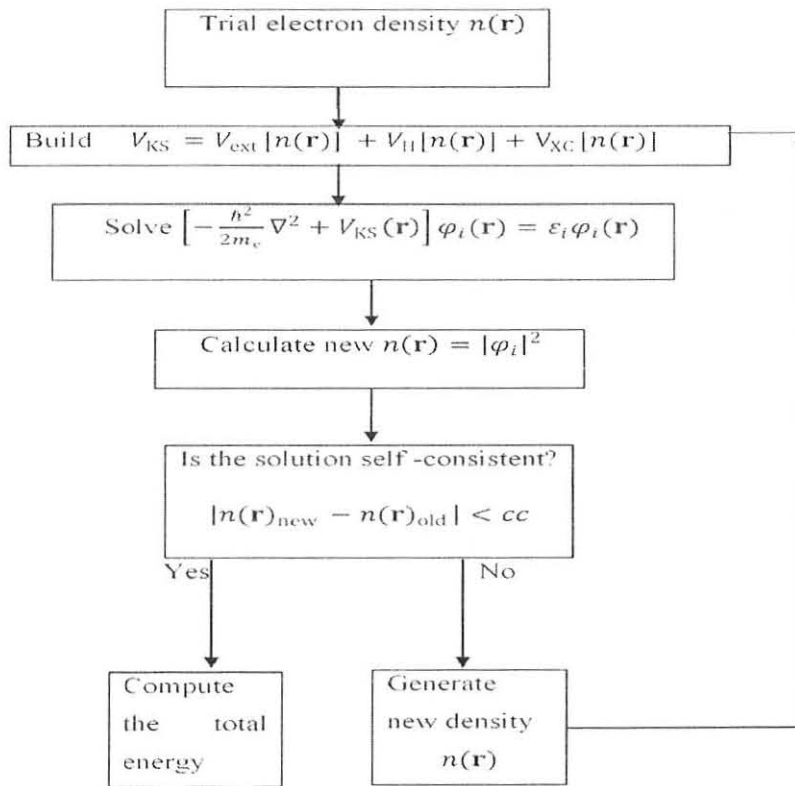 Trial electron density n(r)
Build V_KS = V_ext [n(r)] + V_H [n(r)] + V_XC [n(r)]
Solve [−ℏ²/2m_e ∇² + V_KS (r)] φ_i (r) = ε_i φ_i (r)
Calculate new n(r) = |φ_i|²
Is the solution self -consistent?
|n(r)_new − n(r)_old| < cc
Yes No
Compute
the total
energy
Generate
new density
n(r)